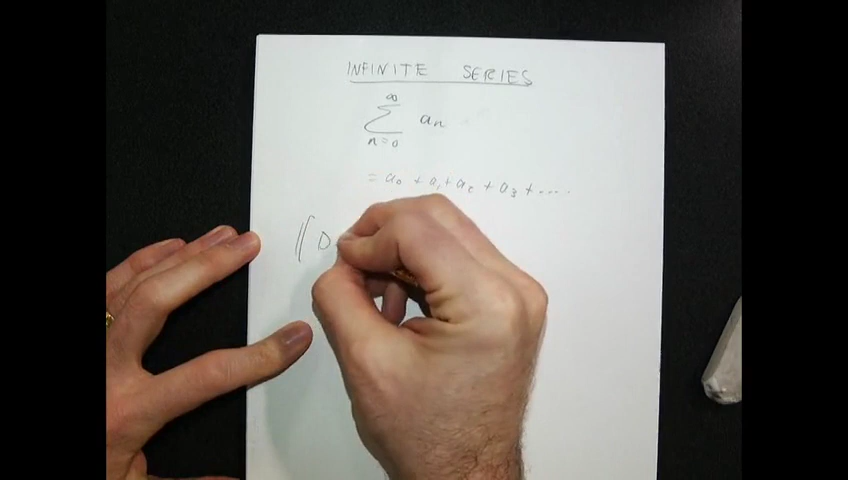 INFINITE SERIES
∞
Σ aₙ
n=0
= a₀ + a₁ + a₂ + a₃ + ....
D